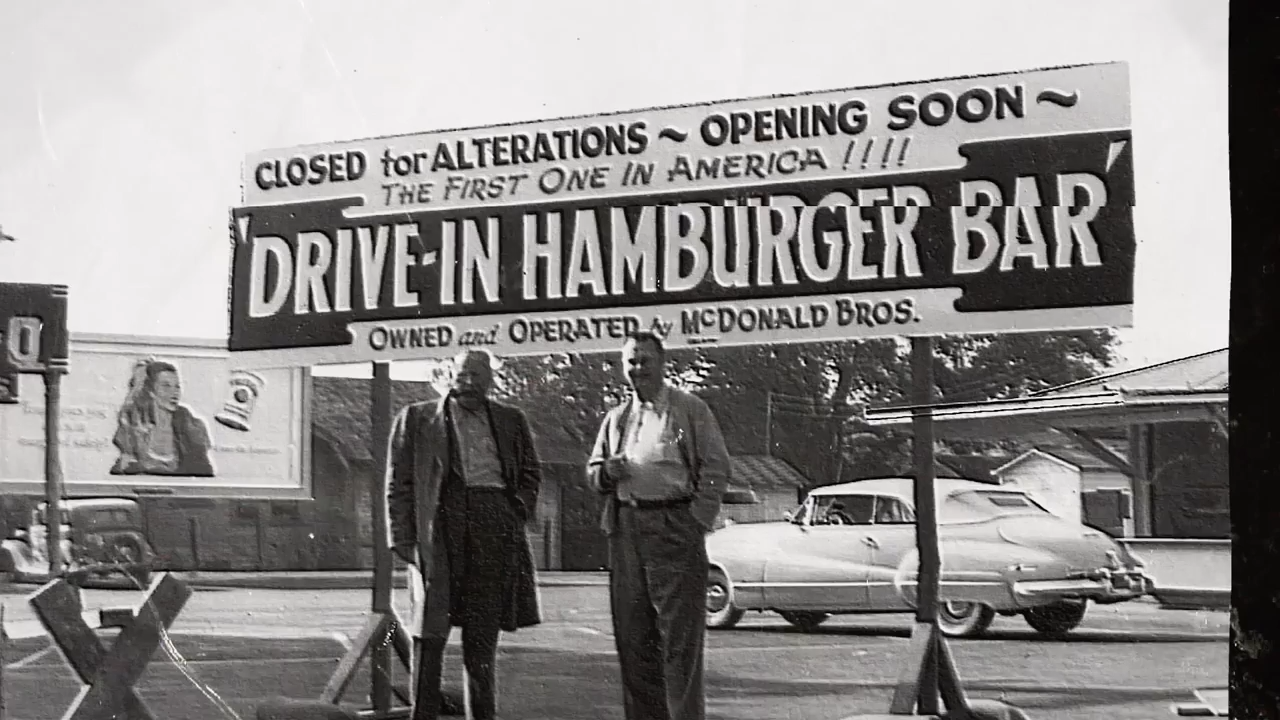 CLOSED for ALTERATIONS ~ OPENING SOON ~
THE FIRST ONE IN AMERICA !!!!
'DRIVE-IN HAMBURGER BAR'
OWNED and OPERATED by McDONALD BROS.
O